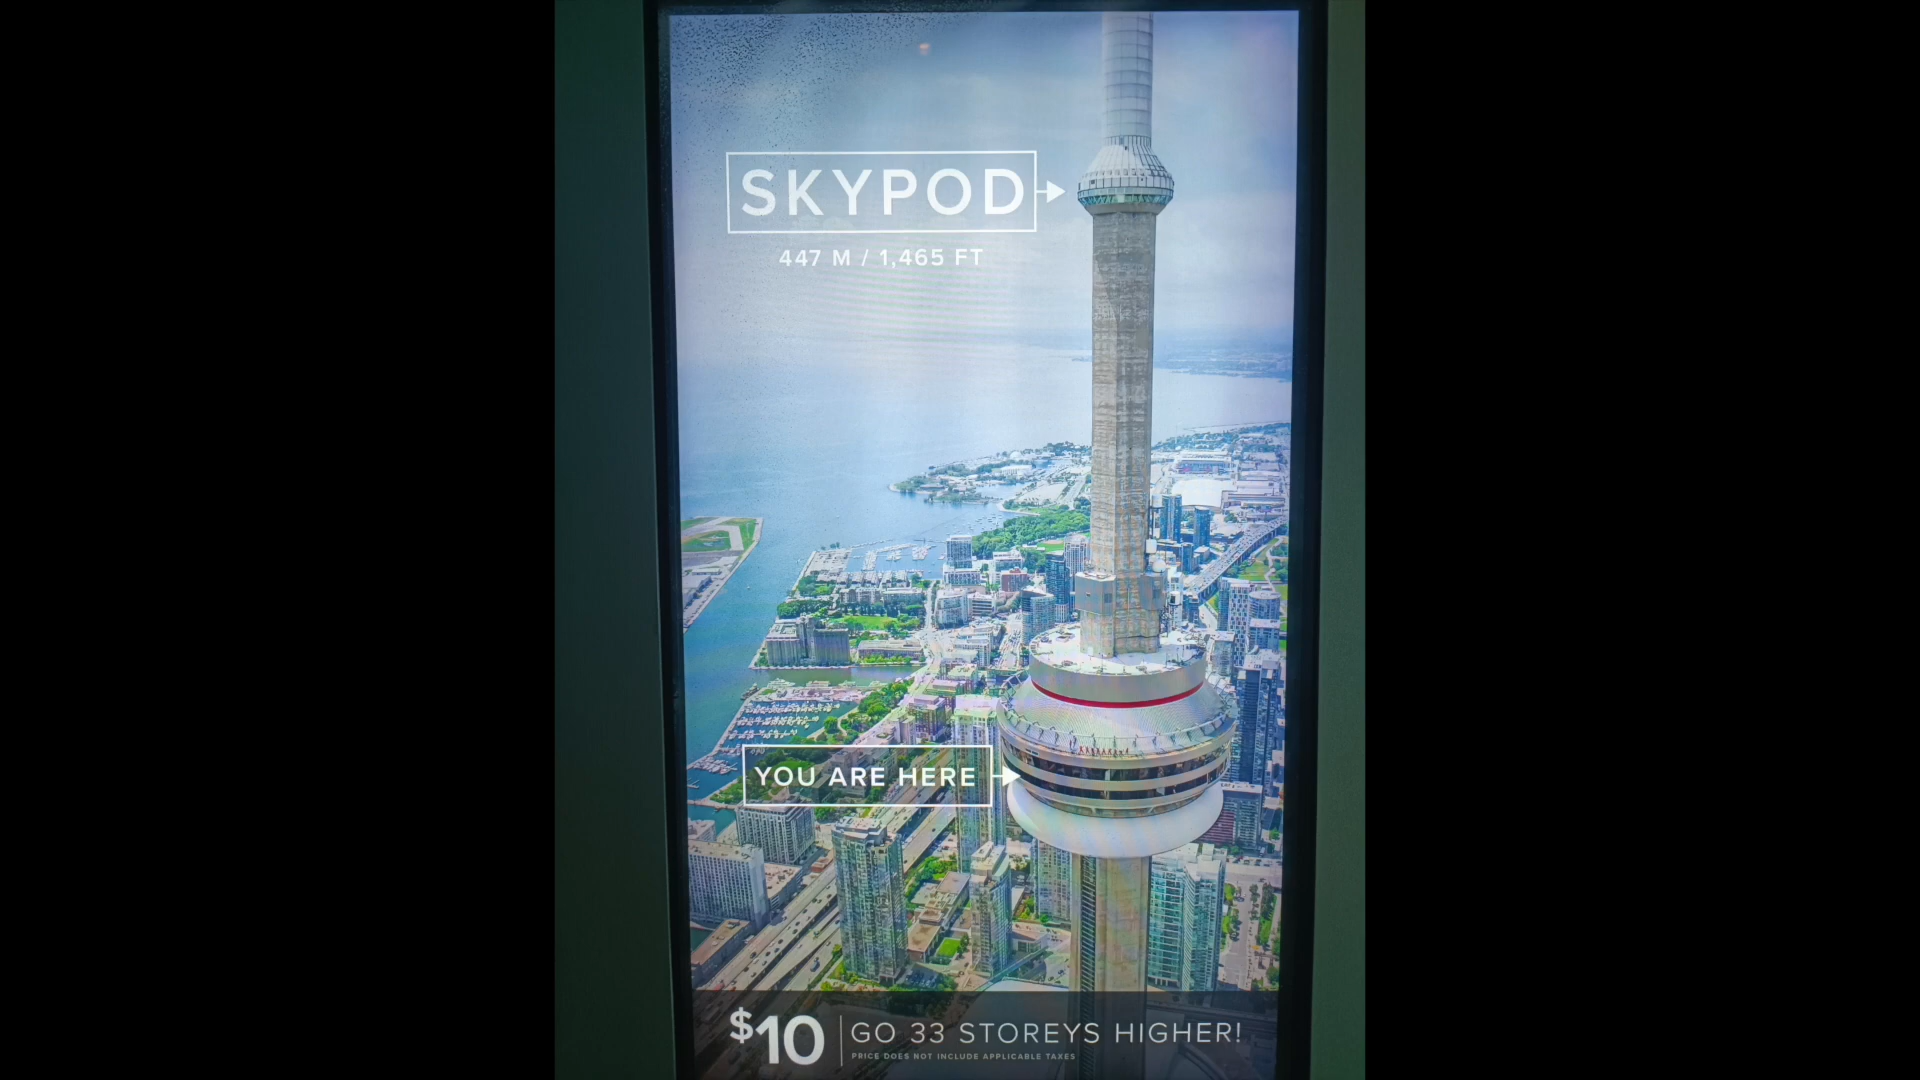 SKYPOD
447 M / 1,465 FT
YOU ARE HERE
$10
GO 33 STOREYS HIGHER!
PRICE DOES NOT INCLUDE APPLICABLE TAXES